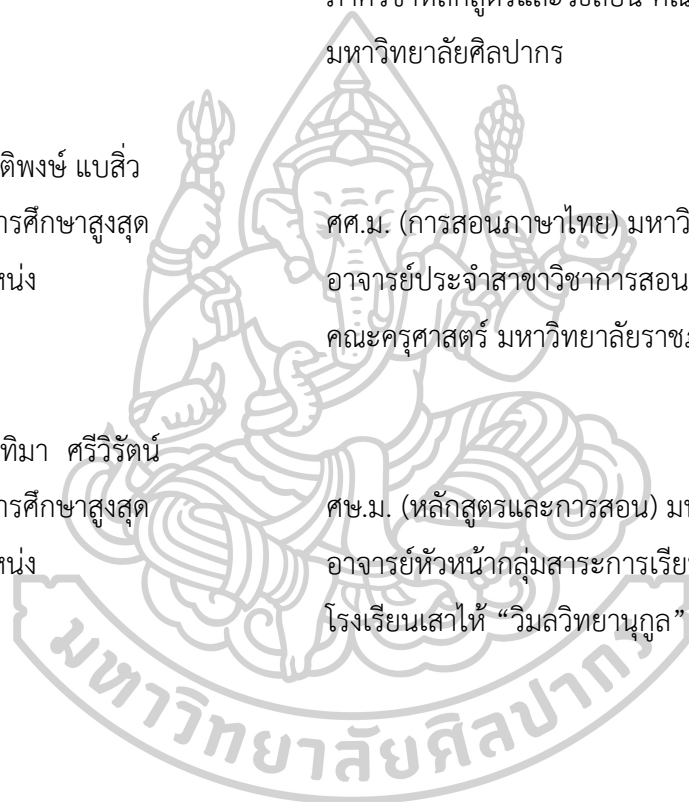 มหาวิทยาลัยศิลปากร
ติพงษ์ แบสิ่ว
ารศึกษาสูงสุด
ศศ.ม. (การสอนภาษาไทย) มหาวิ
หน่ง
อาจารย์ประจำสาขาวิชาการสอน
คณะครุศาสตร์ มหาวิทยาลัยราชภ
ทิมา ศรีวิรัตน์
ารศึกษาสูงสุด
ศษ.ม. (หลักสูตรและการสอน) มห
หน่ง
อาจารย์หัวหน้ากลุ่มสาระการเรีย
โรงเรียนเสาไห้ “วิมลวิทยานุกูล”
มหาวิทยาลัยศิลปากร